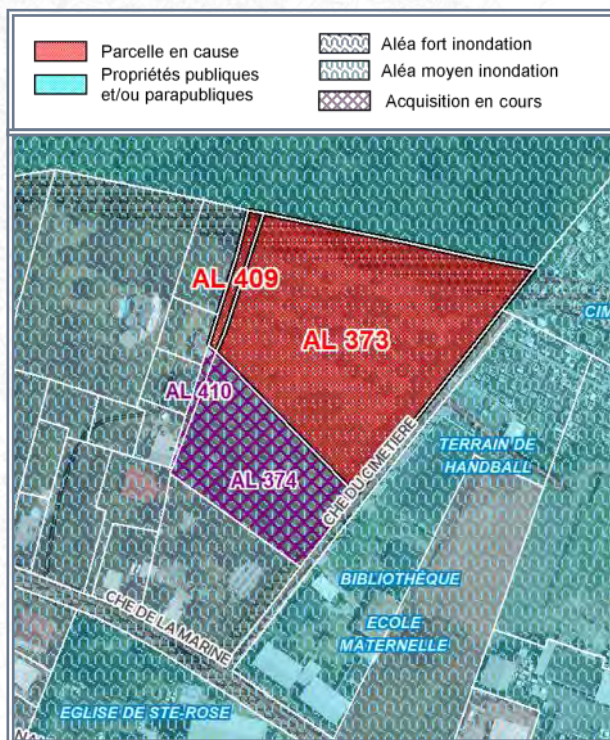 Parcelle en cause
Propriétés publiques
et/ou parapubliques
Aléa fort inondation
Aléa moyen inondation
Acquisition en cours
AL 409
AL 373
CIM
AL 410
AL 374
CHE DU CIMETIERE
TERRAIN DE
HANDBALL
BIBLIOTHÈQUE
ECOLE
MATERNELLE
CHE DE LA MARINE
EGLISE DE STE-ROSE
NA